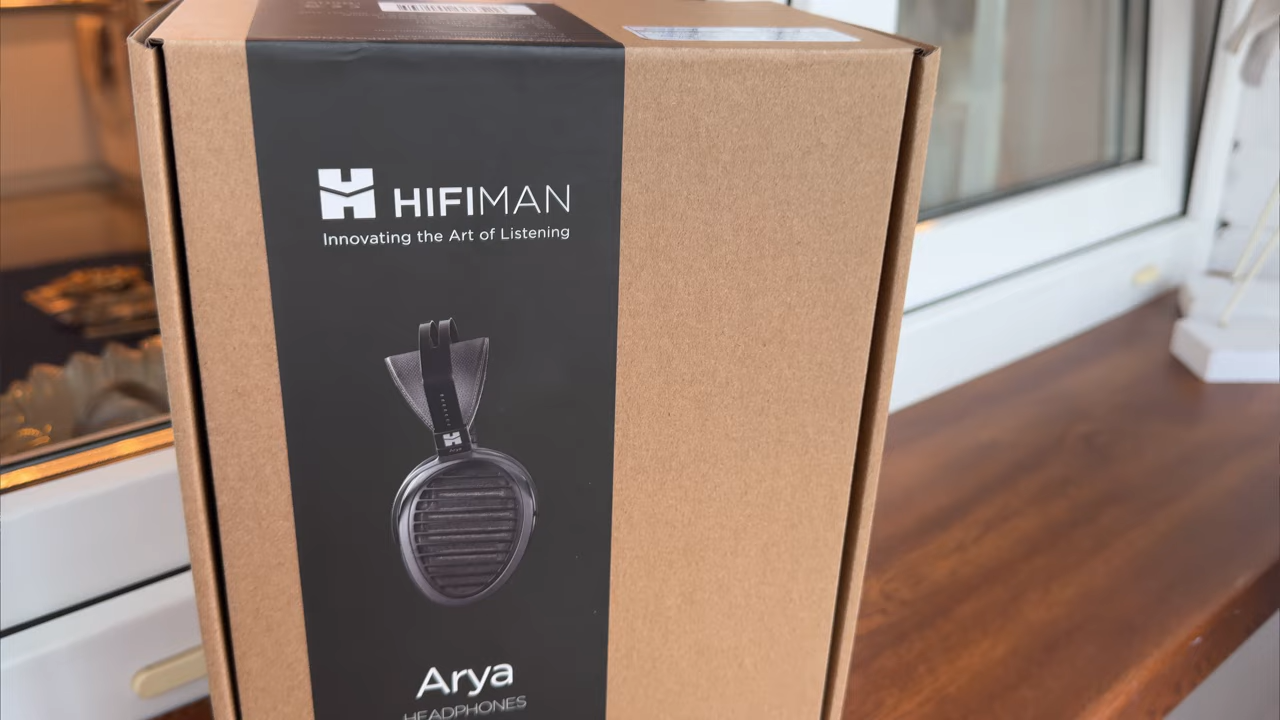 HIFIMAN
Innovating the Art of Listening
Arya
HEADPHONES